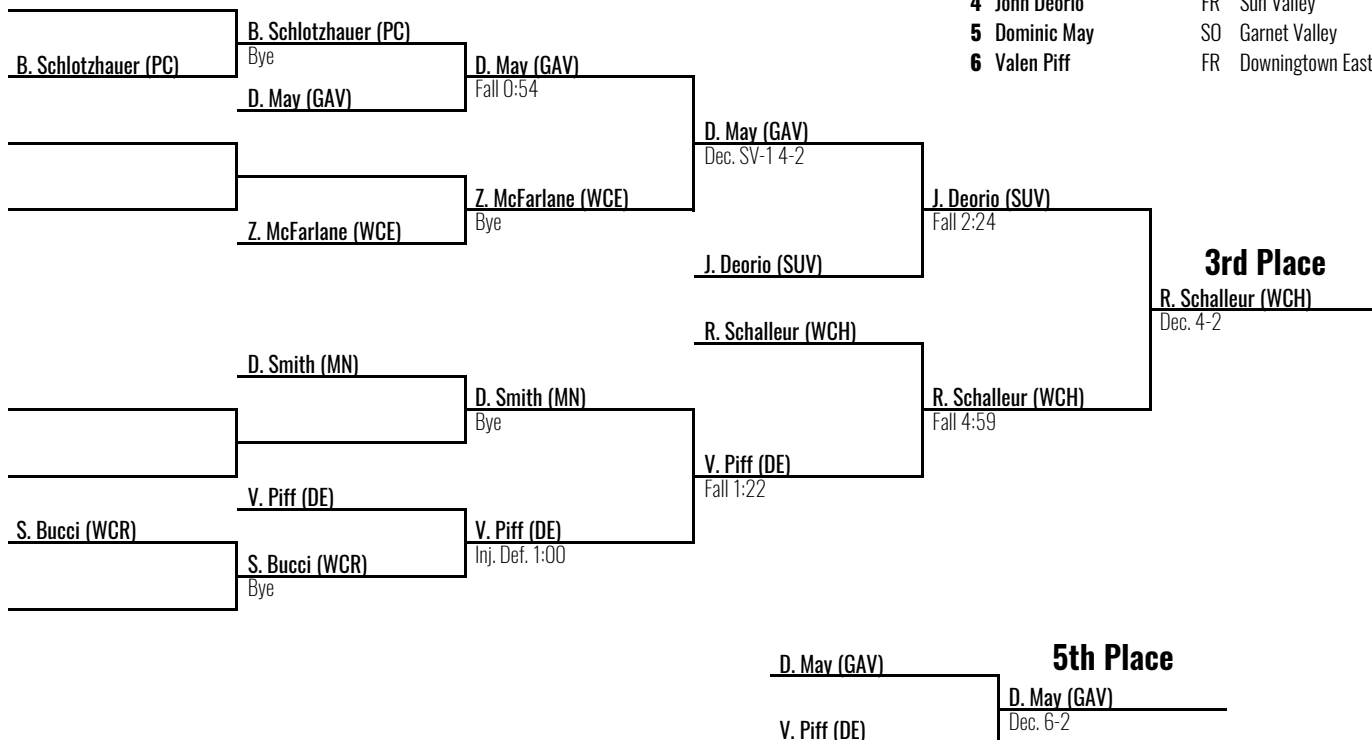 4 John Deorio FR Sun Valley
5 Dominic May SO Garnet Valley
6 Valen Piff FR Downingtown East
B. Schlotzhauer (PC)
B. Schlotzhauer (PC)
Bye
D. May (GAV)
D. May (GAV)
Fall 0:54
D. May (GAV)
Dec. SV-1 4-2
Z. McFarlane (WCE)
Z. McFarlane (WCE)
Bye
J. Deorio (SUV)
J. Deorio (SUV)
Fall 2:24
3rd Place
R. Schalleur (WCH)
Dec. 4-2
R. Schalleur (WCH)
D. Smith (MN)
D. Smith (MN)
Bye
R. Schalleur (WCH)
Fall 4:59
V. Piff (DE)
Fall 1:22
V. Piff (DE)
S. Bucci (WCR)
V. Piff (DE)
Inj. Def. 1:00
S. Bucci (WCR)
Bye
5th Place
D. May (GAV)
D. May (GAV)
Dec. 6-2
V. Piff (DE)